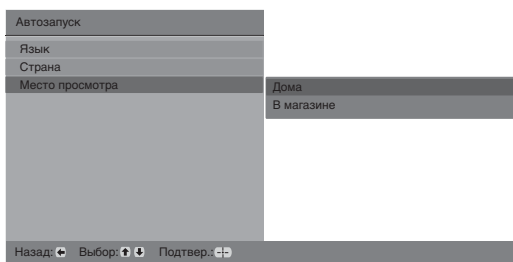 Автозапуск
Язык
Страна
Место просмотра
Дома
В магазине
Назад: Выбор: Подтвер.: